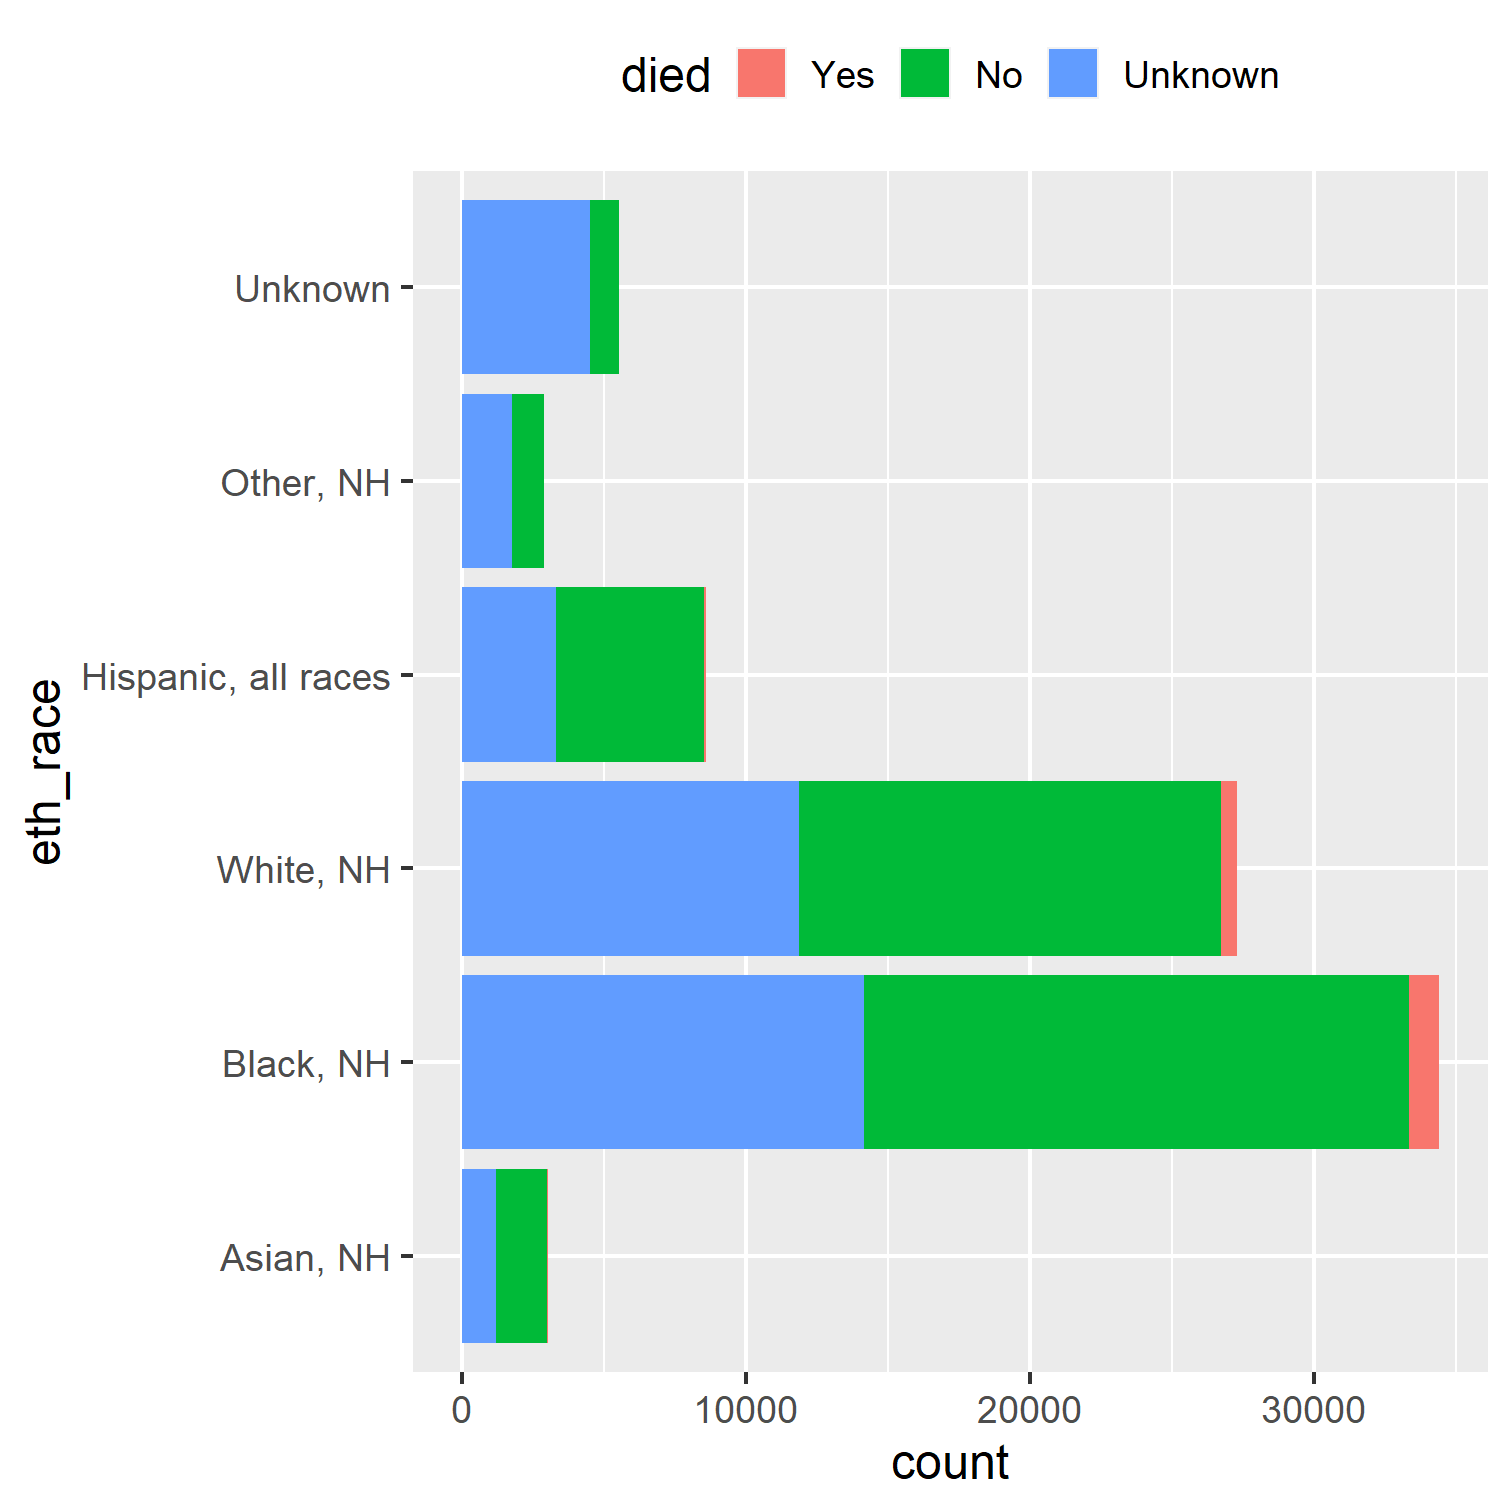 died Yes No Unknown
Unknown
Other, NH
Hispanic, all races
White, NH
Black, NH
Asian, NH
eth_race
0 10000 20000 30000
count